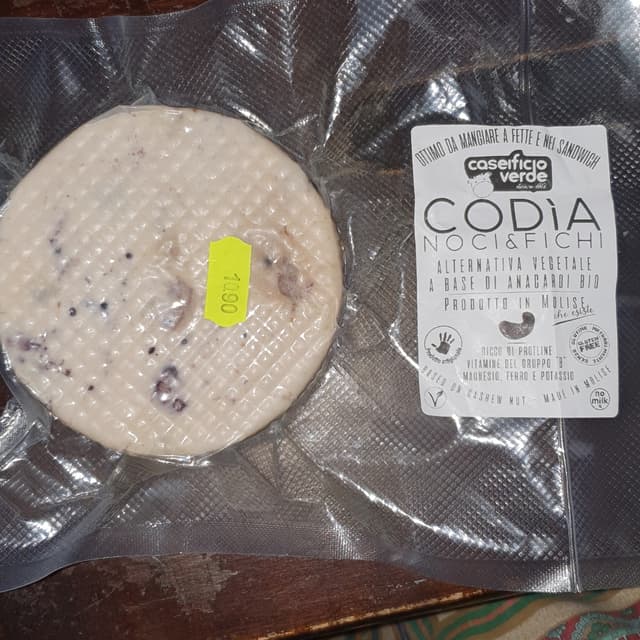 10,90
OTTIMO DA MANGIARE A FETTE E NEI SANDWICH
caseificio
verde
CODìA
NOCI&FICHI
ALTERNATIVA VEGETALE
A BASE DI ANACARDI BIO
PRODOTTO IN MOLISE
che esiste
RICCO DI PROTEINE
VITAMINE DEL GRUPPO B
MAGNESIO, FERRO E POTASSIO
BASED ON CASHEW NUT - MADE IN MOLISE
GLUTEN
FREE
no
milk